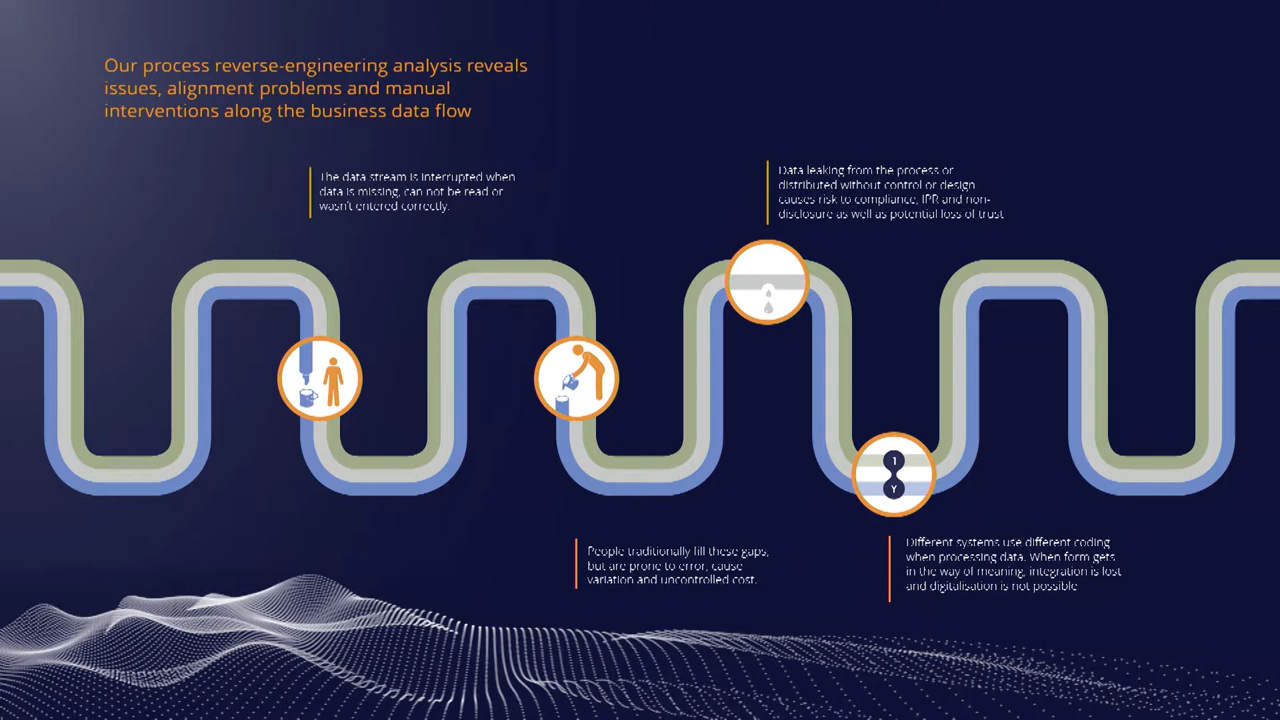 Our process reverse-engineering analysis reveals
issues, alignment problems and manual
interventions along the business data flow
The data stream is interrupted when
data is missing, can not be read or
wasn't entered correctly.
Data leaking from the process or
distributed without control or design
causes risk to compliance, IPR and non-
disclosure as well as potential loss of trust
1
Y
People traditionally fill these gaps,
but are prone to error, cause
variation and uncontrolled cost.
Different systems use different coding
when processing data. When form gets
in the way of meaning, integration is lost
and digitalisation is not possible